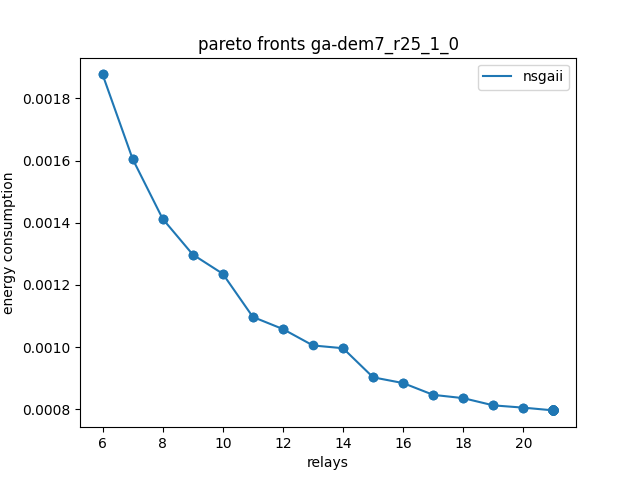 pareto fronts ga-dem7_r25_1_0
nsgaii
0.0018
0.0016
0.0014
0.0012
0.0010
0.0008
energy consumption
6 8 10 12 14 16 18 20
relays